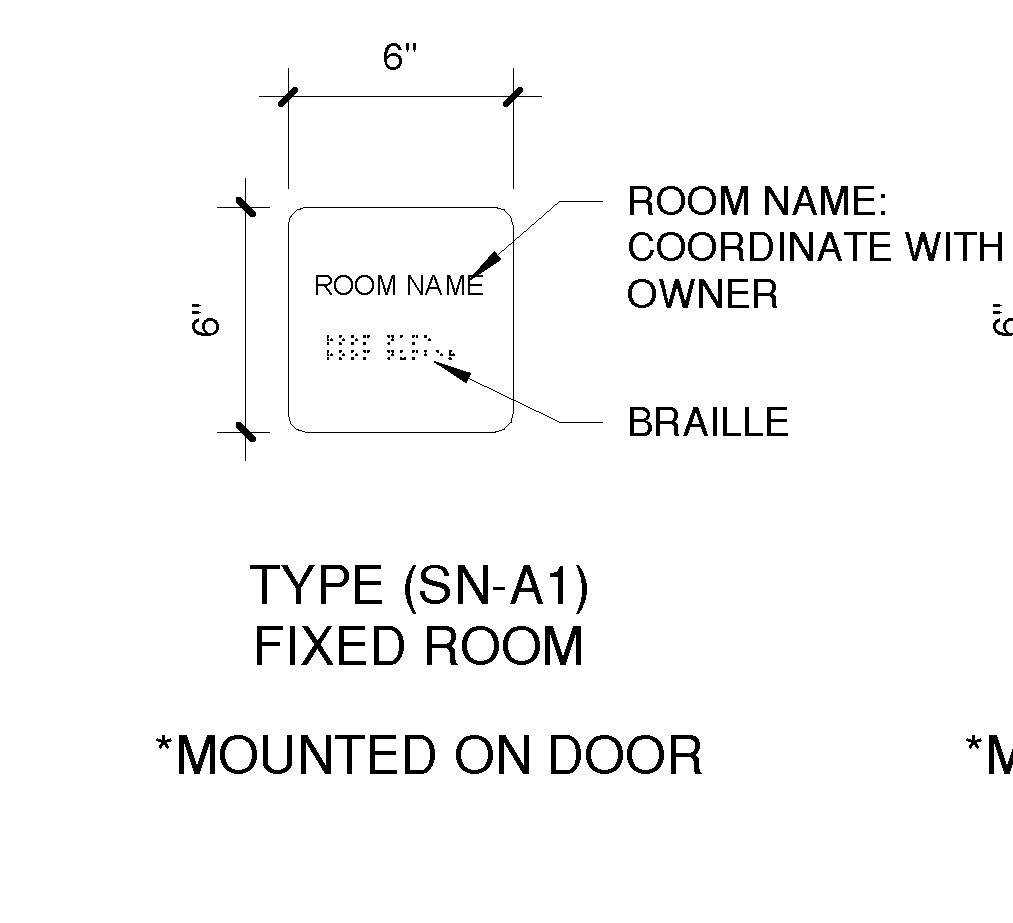 6"
ROOM NAME:
COORDINATE WITH
OWNER
ROOM NAME
6"
6"
BRAILLE
TYPE (SN-A1)
FIXED ROOM
*MOUNTED ON DOOR
*M